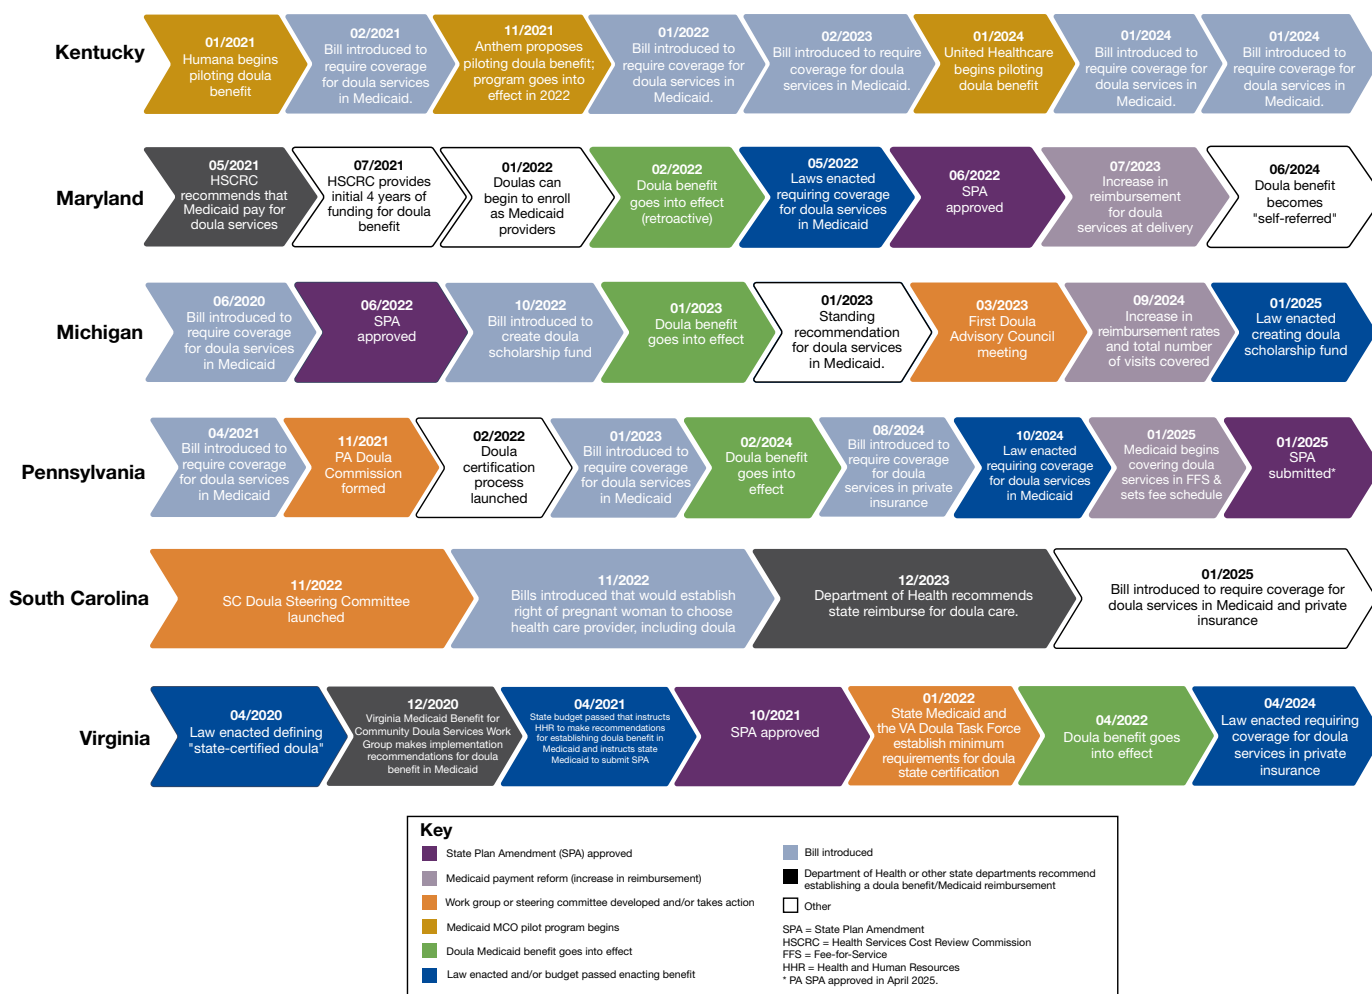 Kentucky
01/2021
Humana begins
piloting doula
benefit
02/2021
Bill introduced to
require coverage
for doula services
in Medicaid.
11/2021
Anthem proposes
piloting doula benefit;
program goes into
effect in 2022
01/2022
Bill introduced to
require coverage for
doula services in
Medicaid.
02/2023
Bill introduced to require
coverage for doula
services in Medicaid.
01/2024
United Healthcare
begins piloting
doula benefit
01/2024
Bill introduced to
require coverage for
doula services in
Medicaid.
01/2024
Bill introduced to
require coverage for
doula services in
Medicaid.
Maryland
05/2021
HSCRC
recommends that
Medicaid pay for
doula services
07/2021
HSCRC provides
initial 4 years of
funding for doula
benefit
01/2022
Doulas can
begin to enroll
as Medicaid
providers
02/2022
Doula benefit
goes into effect
(retroactive)
05/2022
Laws enacted
requiring coverage
for doula services
in Medicaid
06/2022
SPA
approved
07/2023
Increase in
reimbursement
for doula
services at delivery
06/2024
Doula benefit
becomes
"self-referred"
Michigan
06/2020
Bill introduced to
require coverage
for doula services
in Medicaid
06/2022
SPA
approved
10/2022
Bill introduced to
create doula
scholarship fund
01/2023
Doula benefit
goes into effect
01/2023
Standing
recommendation
for doula services
in Medicaid.
03/2023
First Doula
Advisory Council
meeting
09/2024
Increase in
reimbursement rates
and total number
of visits covered
01/2025
Law enacted
creating doula
scholarship fund
Pennsylvania
04/2021
Bill introduced to
require coverage
for doula services
in Medicaid
11/2021
PA Doula
Commission
formed
02/2022
Doula
certification
process
launched
01/2023
Bill introduced to
require coverage
for doula services
in Medicaid
02/2024
Doula benefit
goes into
effect
08/2024
Bill introduced to
require coverage
for doula
services in private
insurance
10/2024
Law enacted
requiring coverage
for doula services
in Medicaid
01/2025
Medicaid begins
covering doula
services in FFS &
sets fee schedule
01/2025
SPA
submitted*
South Carolina
11/2022
SC Doula Steering Committee
launched
11/2022
Bills introduced that would establish
right of pregnant woman to choose
health care provider, including doula
12/2023
Department of Health recommends
state reimburse for doula care.
01/2025
Bill introduced to require coverage for
doula services in Medicaid and private
insurance
Virginia
04/2020
Law enacted defining
"state-certified doula"
12/2020
Virginia Medicaid Benefit for
Community Doula Services Work
Group makes implementation
recommendations for doula
benefit in Medicaid
04/2021
State budget passed that instructs
HHR to make recommendations
for establishing doula benefit in
Medicaid and instructs state
Medicaid to submit SPA
10/2021
SPA approved
01/2022
State Medicaid and
the VA Doula Task Force
establish minimum
requirements for doula
state certification
04/2022
Doula benefit goes
into effect
04/2024
Law enacted requiring
coverage for doula
services in private
insurance
Key
State Plan Amendment (SPA) approved
Medicaid payment reform (increase in reimbursement)
Work group or steering committee developed and/or takes action
Medicaid MCO pilot program begins
Doula Medicaid benefit goes into effect
Law enacted and/or budget passed enacting benefit
Bill introduced
Department of Health or other state departments recommend
establishing a doula benefit/Medicaid reimbursement
Other
SPA = State Plan Amendment
HSCRC = Health Services Cost Review Commission
FFS = Fee-for-Service
HHR = Health and Human Resources
* PA SPA approved in April 2025.